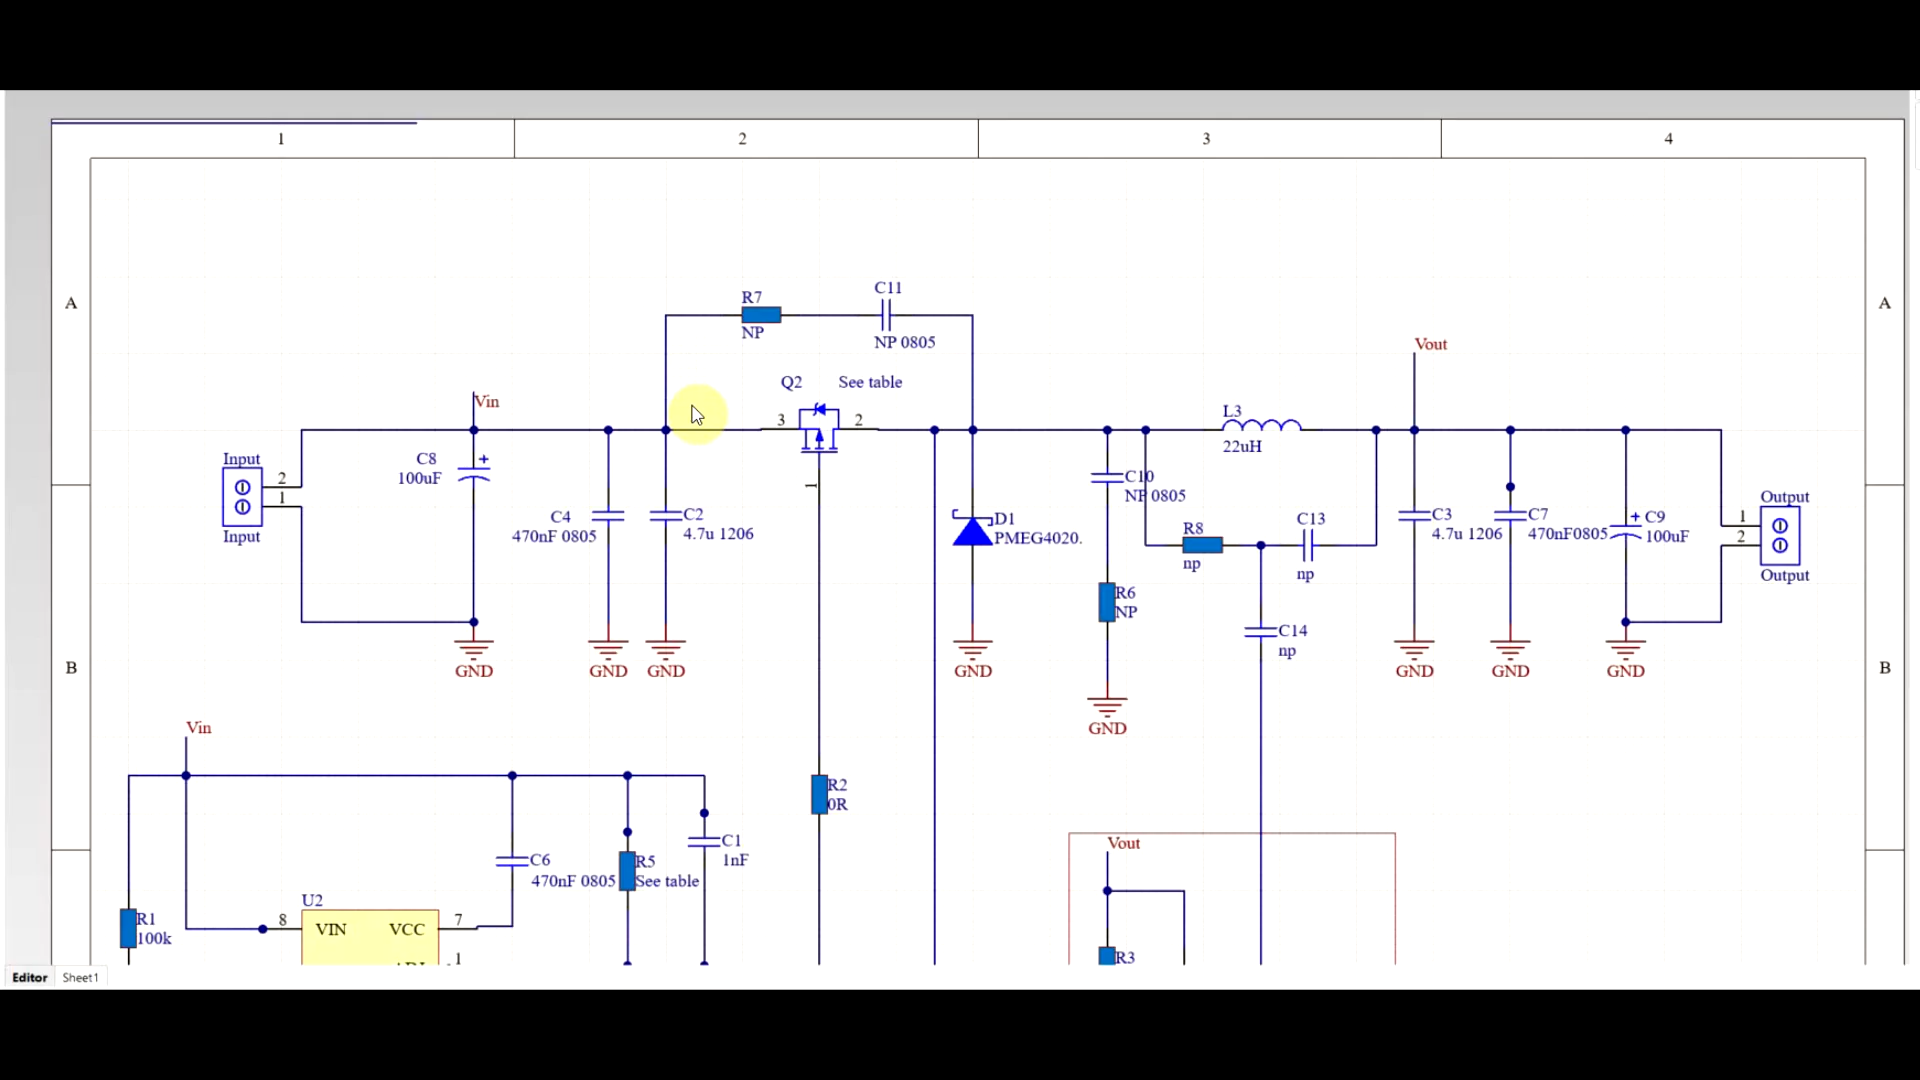 1 2 3 4
A A
B B
C11
R7
NP
NP 0805
Vout
Q2 See table
Vin
3 2
L3
22uH
Input
2
1
Input
C8
100uF
+
1
C4
470nF 0805
C2
4.7u 1206
D1
PMEG4020.
C10
NP 0805
R8
np
C13
np
C3
4.7u 1206
C7
470nF0805
+ C9
100uF
Output
1
2
Output
R6
NP
C14
np
GND GND GND GND GND GND GND
GND
Vin
R2
0R
Vout
C6
470nF 0805
R5
See table
C1
1nF
R1
100k
U2
8 VIN VCC 7
1
R3
Editor Sheet1